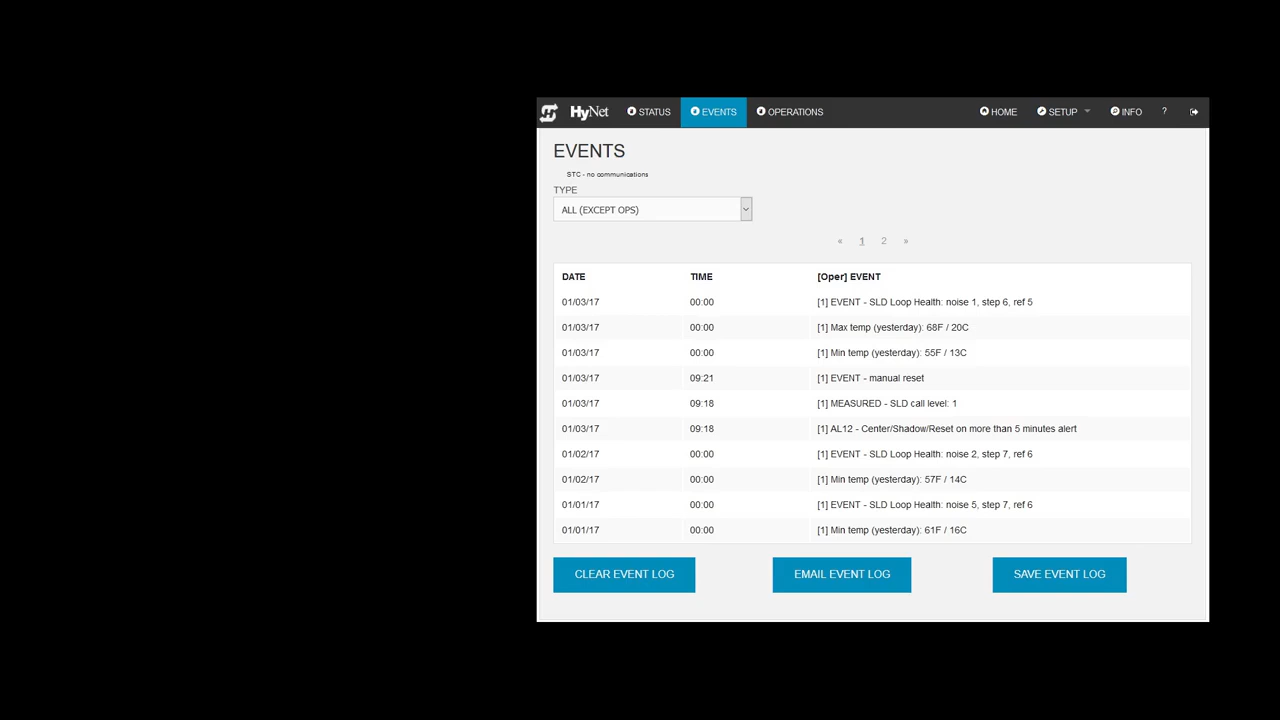 HyNet STATUS EVENTS OPERATIONS HOME SETUP INFO ?
EVENTS
STC - no communications
TYPE
ALL (EXCEPT OPS)
« 1 2 »
DATE TIME [Oper] EVENT
01/03/17 00:00 [1] EVENT - SLD Loop Health: noise 1, step 6, ref 5
01/03/17 00:00 [1] Max temp (yesterday): 68F / 20C
01/03/17 00:00 [1] Min temp (yesterday): 55F / 13C
01/03/17 09:21 [1] EVENT - manual reset
01/03/17 09:18 [1] MEASURED - SLD call level: 1
01/03/17 09:18 [1] AL12 - Center/Shadow/Reset on more than 5 minutes alert
01/02/17 00:00 [1] EVENT - SLD Loop Health: noise 2, step 7, ref 6
01/02/17 00:00 [1] Min temp (yesterday): 57F / 14C
01/01/17 00:00 [1] EVENT - SLD Loop Health: noise 5, step 7, ref 6
01/01/17 00:00 [1] Min temp (yesterday): 61F / 16C
CLEAR EVENT LOG EMAIL EVENT LOG SAVE EVENT LOG